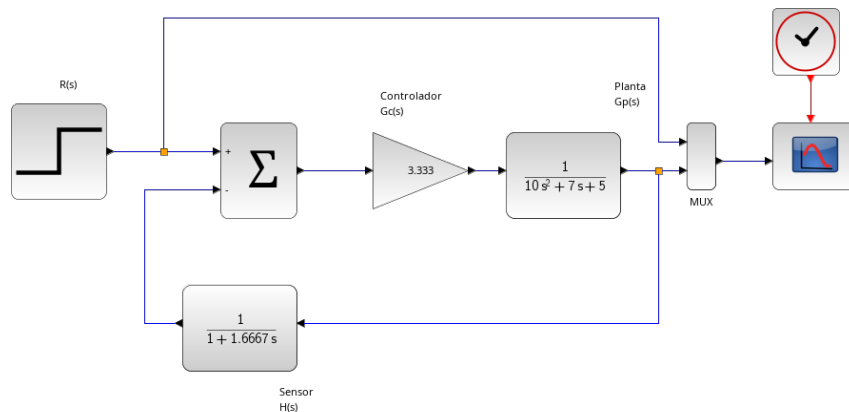 R(s)
Controlador
Gc(s)
Planta
Gp(s)
+
-
Σ
3.333
1
10 s² + 7 s + 5
MUX
1
1 + 1.6667 s
Sensor
H(s)